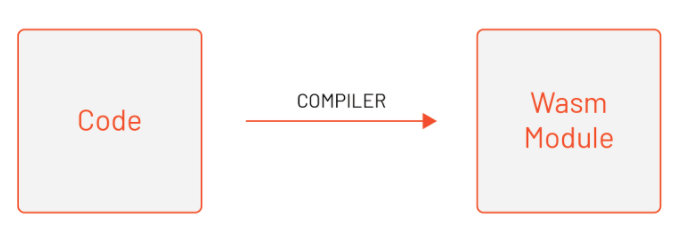 Code
COMPILER
Wasm
Module